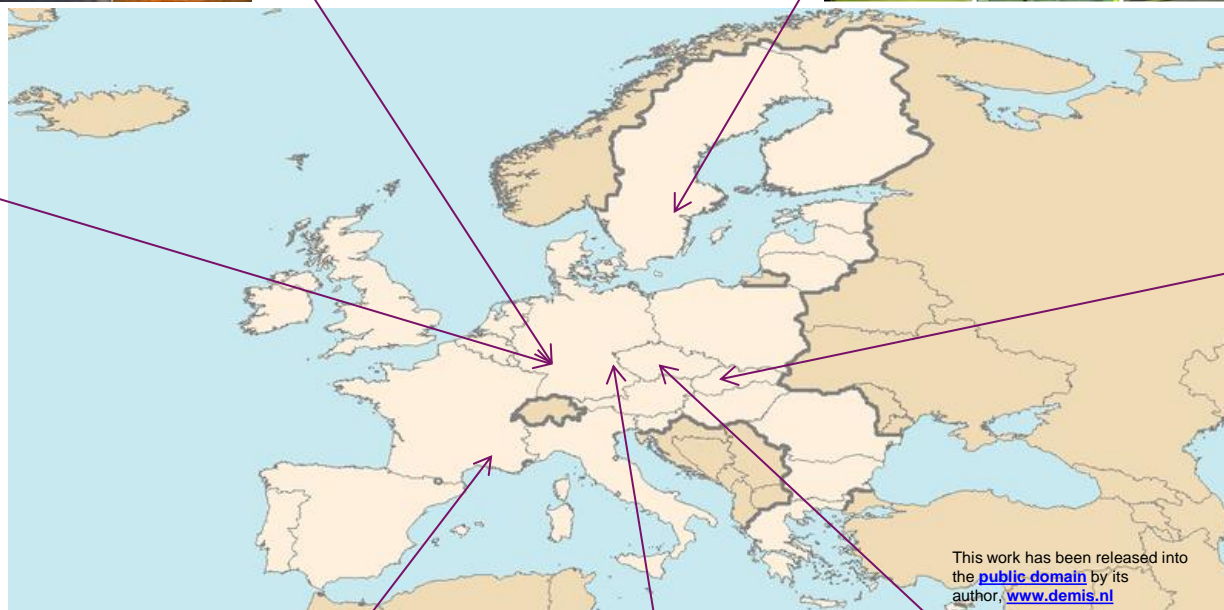 This work has been released into
the public domain by its
author, www.demis.nl